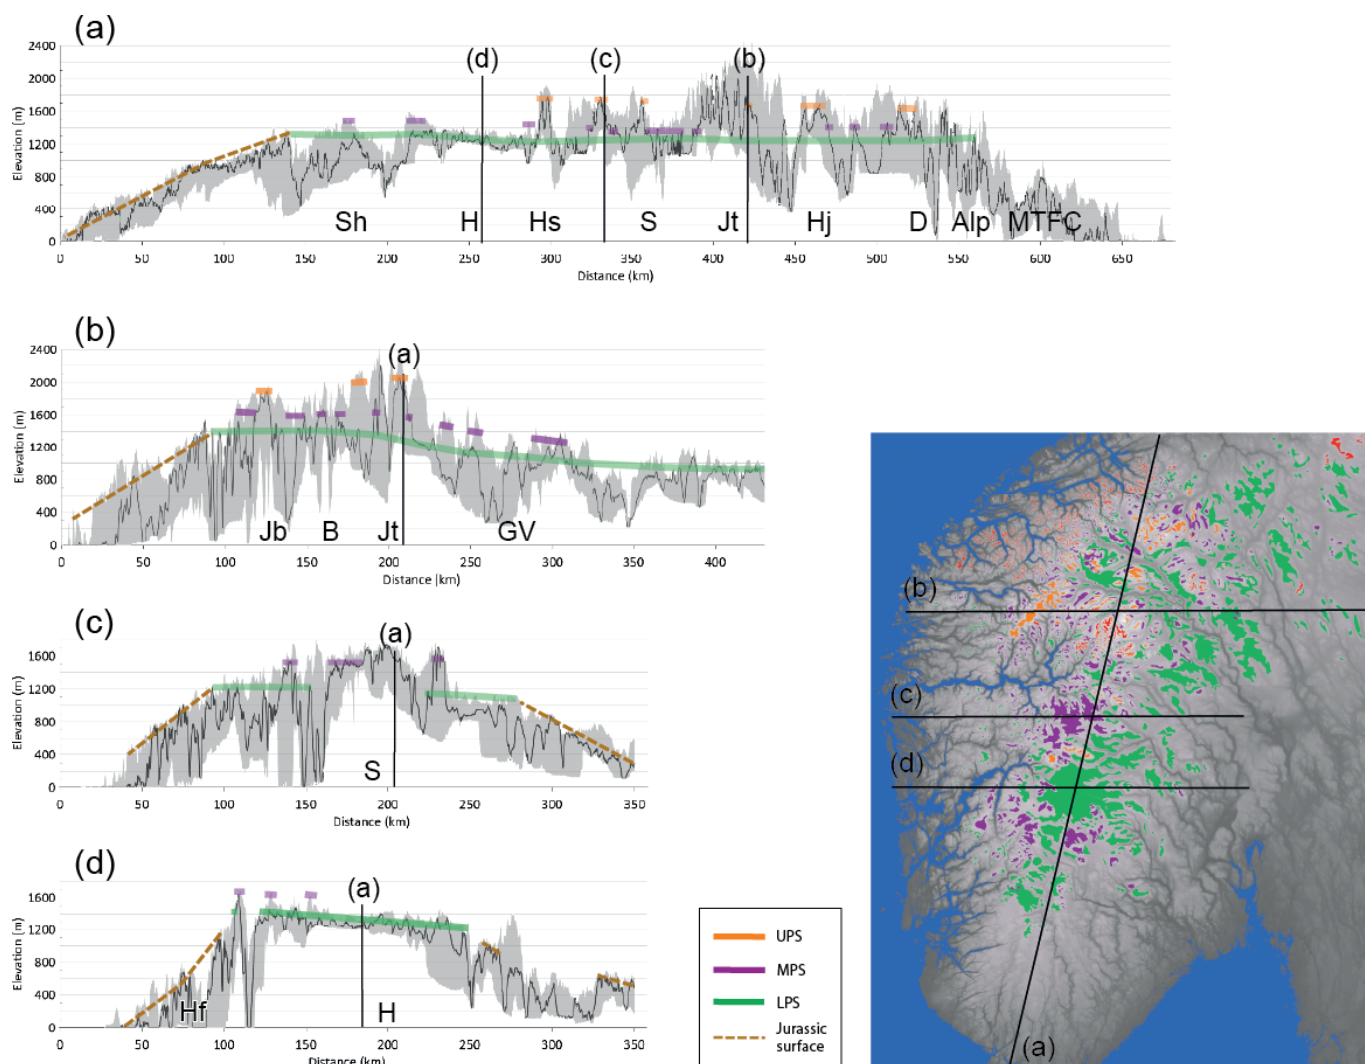 (a)
2400
2000
1600
1200
800
400
0
Elevation (m)
(d)
(c)
(b)
Sh
H
Hs
S
Jt
Hj
D
Alp
MTFC
0 50 100 150 200 250 300 350 400 450 500 550 600 650
Distance (km)
(b)
2400
2000
1600
1200
800
400
0
Elevation (m)
(a)
Jb
B
Jt
GV
0 50 100 150 200 250 300 350 400
Distance (km)
(c)
1600
1200
800
400
0
Elevation (m)
(a)
S
0 50 100 150 200 250 300 350
Distance (km)
(d)
1600
1200
800
400
0
Elevation (m)
(a)
Hf
H
0 50 100 150 200 250 300 350
Distance (km)
UPS
MPS
LPS
Jurassic
surface
(b)
(c)
(d)
(a)